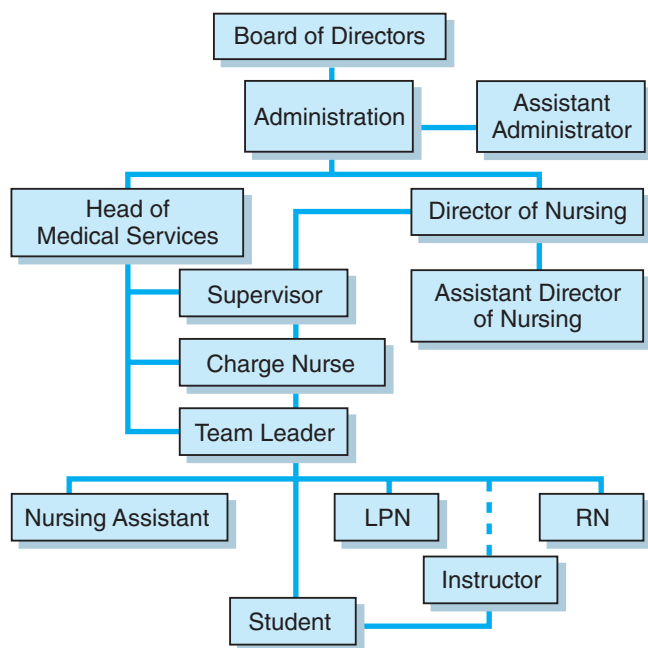 Board of Directors
Administration
Assistant
Administrator
Head of
Medical Services
Director of Nursing
Supervisor
Assistant Director
of Nursing
Charge Nurse
Team Leader
Nursing Assistant
LPN
RN
Instructor
Student